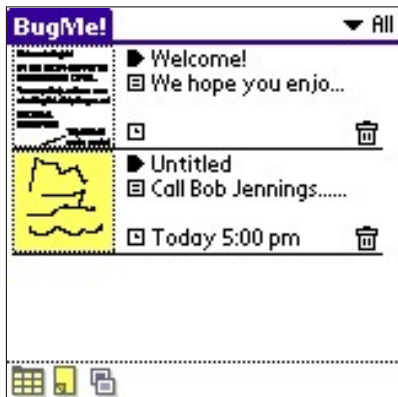 BugMe!
All
Welcome!
We hope you enjo...
Untitled
Call Bob Jennings......
Today 5:00 pm